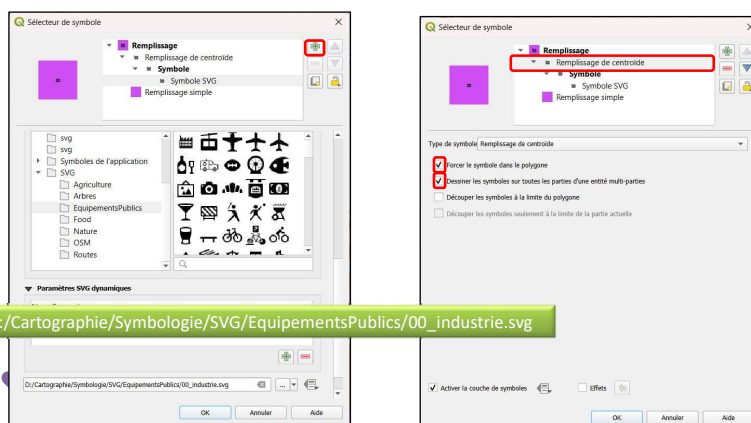 Sélecteur de symbole
Remplissage
Remplissage de centroïde
Symbole
Symbole SVG
Remplissage simple
svg
svg
Symboles de l'application
SVG
Agriculture
Arbres
EquipementsPublics
Food
Nature
OSM
Routes
Paramètres SVG dynamiques
:/Cartographie/Symbologie/SVG/EquipementsPublics/00_industrie.svg
D:/Cartographie/Symbologie/SVG/EquipementsPublics/00_industrie.svg
...
OK Annuler Aide
Sélecteur de symbole
Remplissage
Remplissage de centroïde
Symbole
Symbole SVG
Remplissage simple
Type de symbole Remplissage de centroïde
Forcer le symbole dans le polygone
Dessiner les symboles sur toutes les parties d'une entité multi-parties
Découper les symboles à la limite du polygone
Découper les symboles seulement à la limite de la partie actuelle
Activer la couche de symboles Effets
OK Annuler Aide